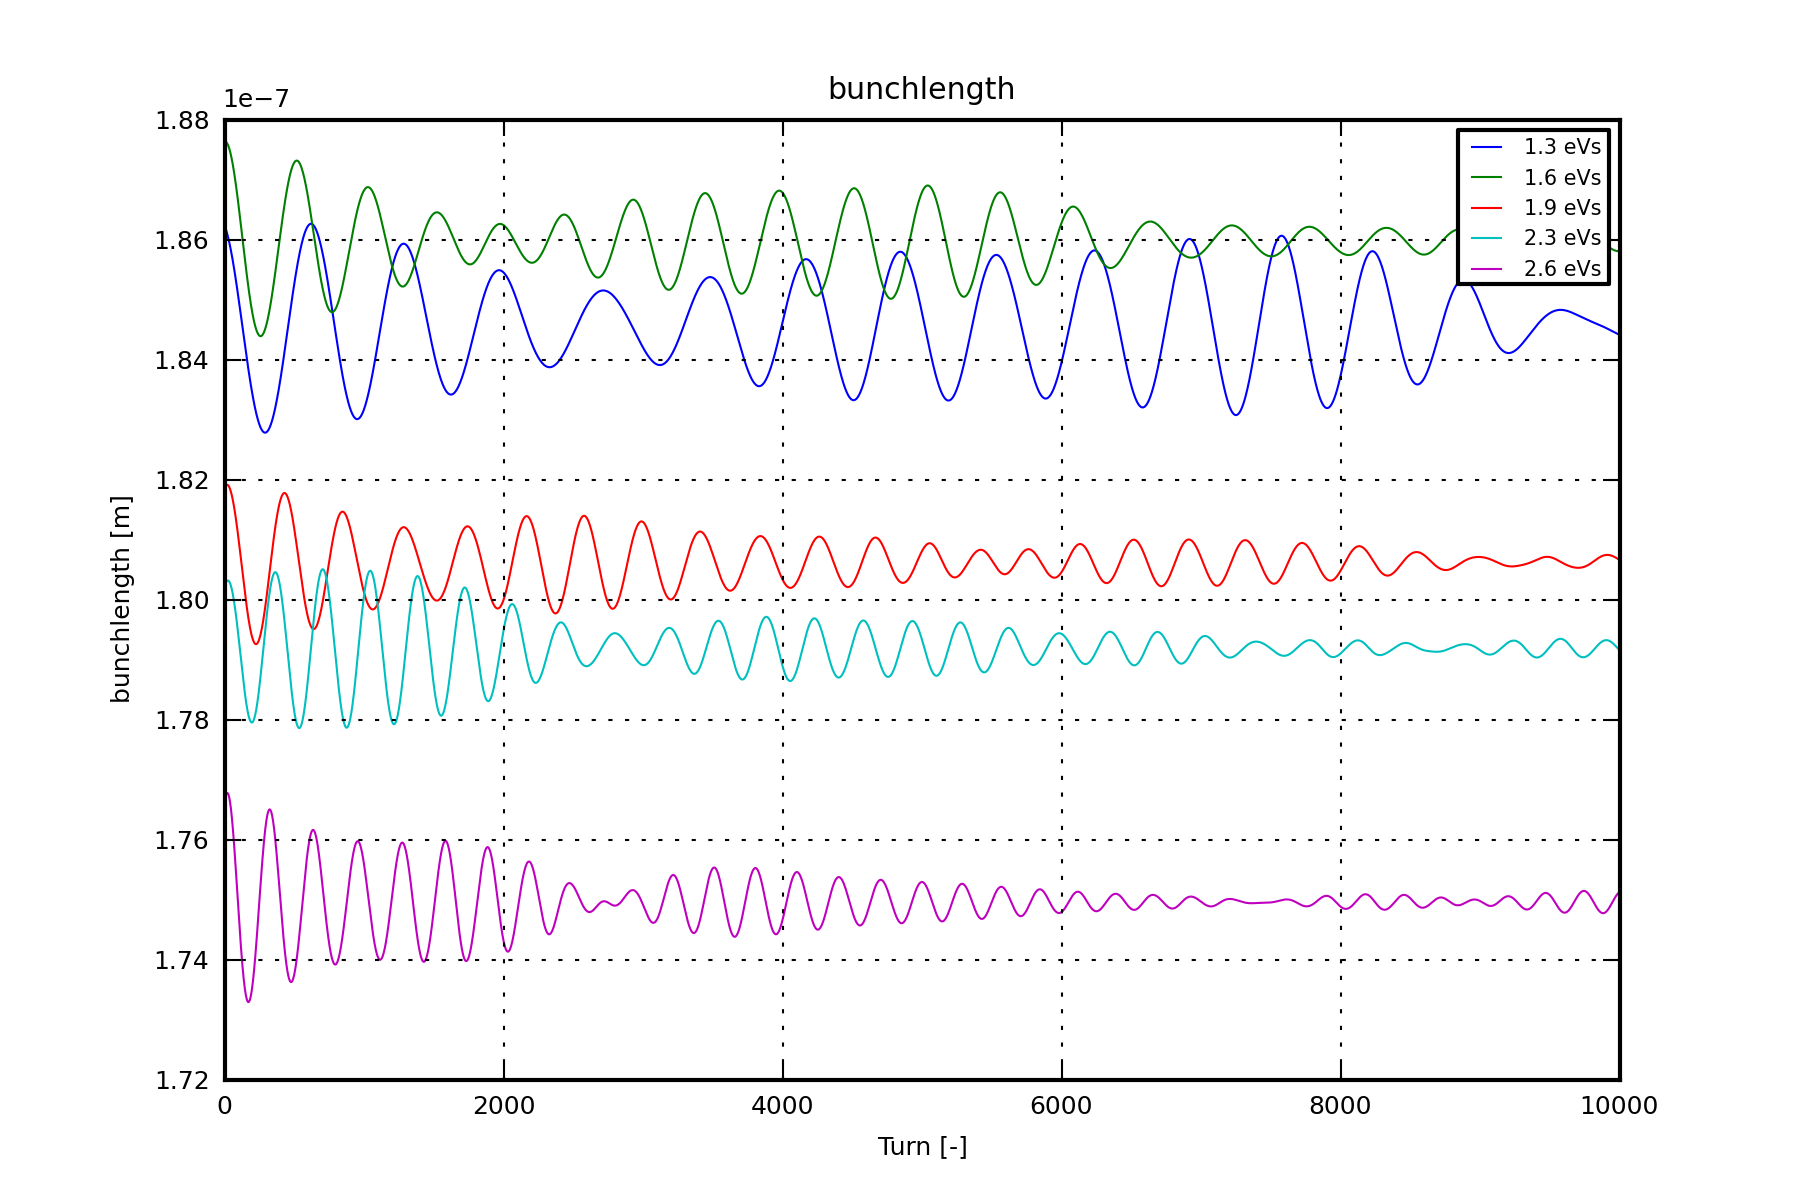 bunchlength
1e−7
1.88
1.86
1.84
1.82
1.80
1.78
1.76
1.74
1.72
bunchlength [m]
1.3 eVs
1.6 eVs
1.9 eVs
2.3 eVs
2.6 eVs
0 2000 4000 6000 8000 10000
Turn [-]